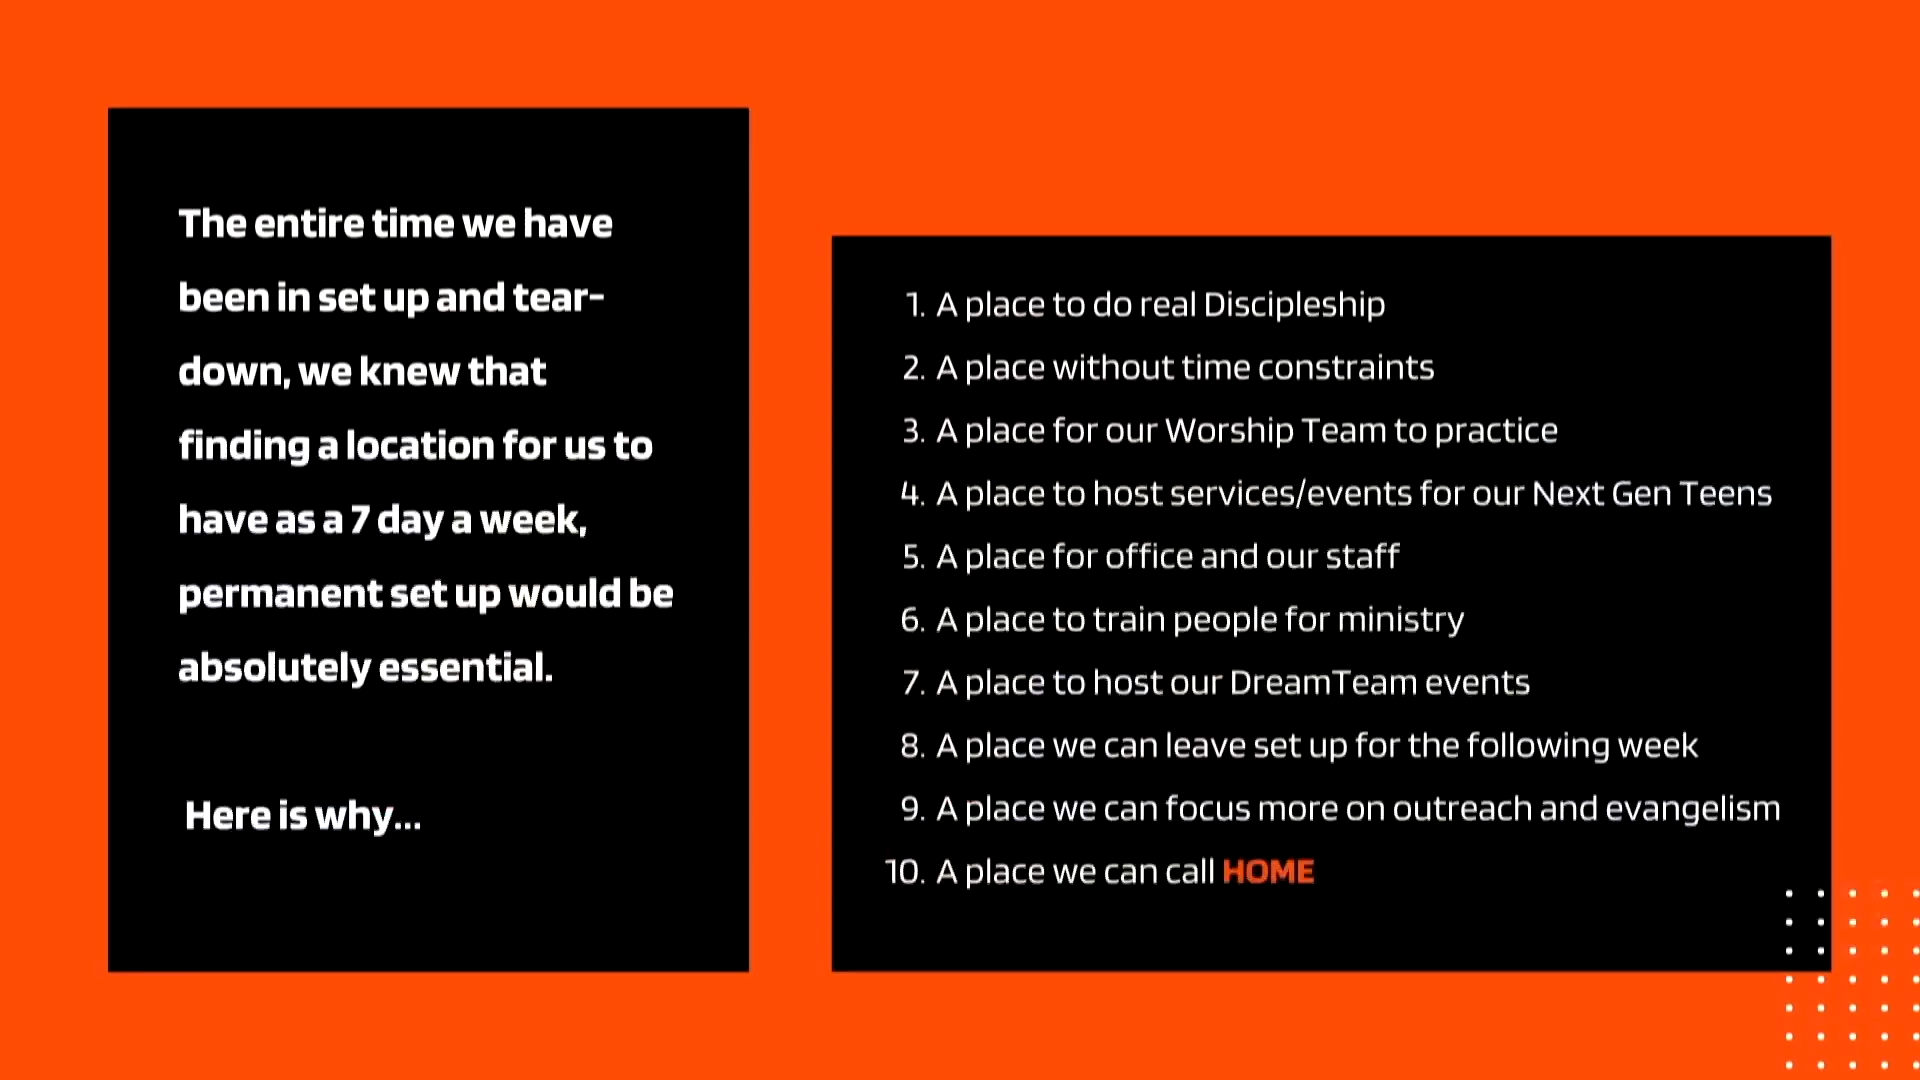 The entire time we have
been in set up and tear-
down, we knew that
finding a location for us to
have as a 7 day a week,
permanent set up would be
absolutely essential.
Here is why...
1. A place to do real Discipleship
2. A place without time constraints
3. A place for our Worship Team to practice
4. A place to host services/events for our Next Gen Teens
5. A place for office and our staff
6. A place to train people for ministry
7. A place to host our DreamTeam events
8. A place we can leave set up for the following week
9. A place we can focus more on outreach and evangelism
10. A place we can call HOME